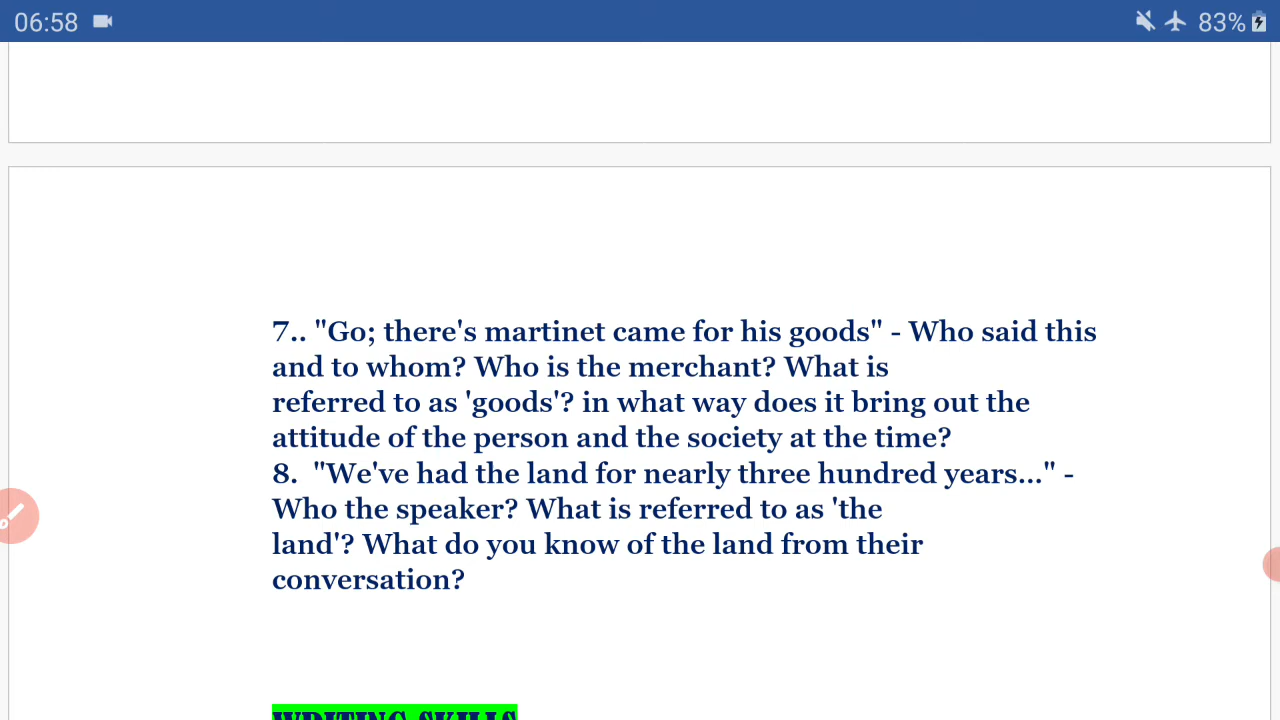 06:58
83%
7.. "Go; there's martinet came for his goods" - Who said this
and to whom? Who is the merchant? What is
referred to as 'goods'? in what way does it bring out the
attitude of the person and the society at the time?
8.  "We've had the land for nearly three hundred years..." -
Who the speaker? What is referred to as 'the
land'? What do you know of the land from their
conversation?
WRITING SKILLS